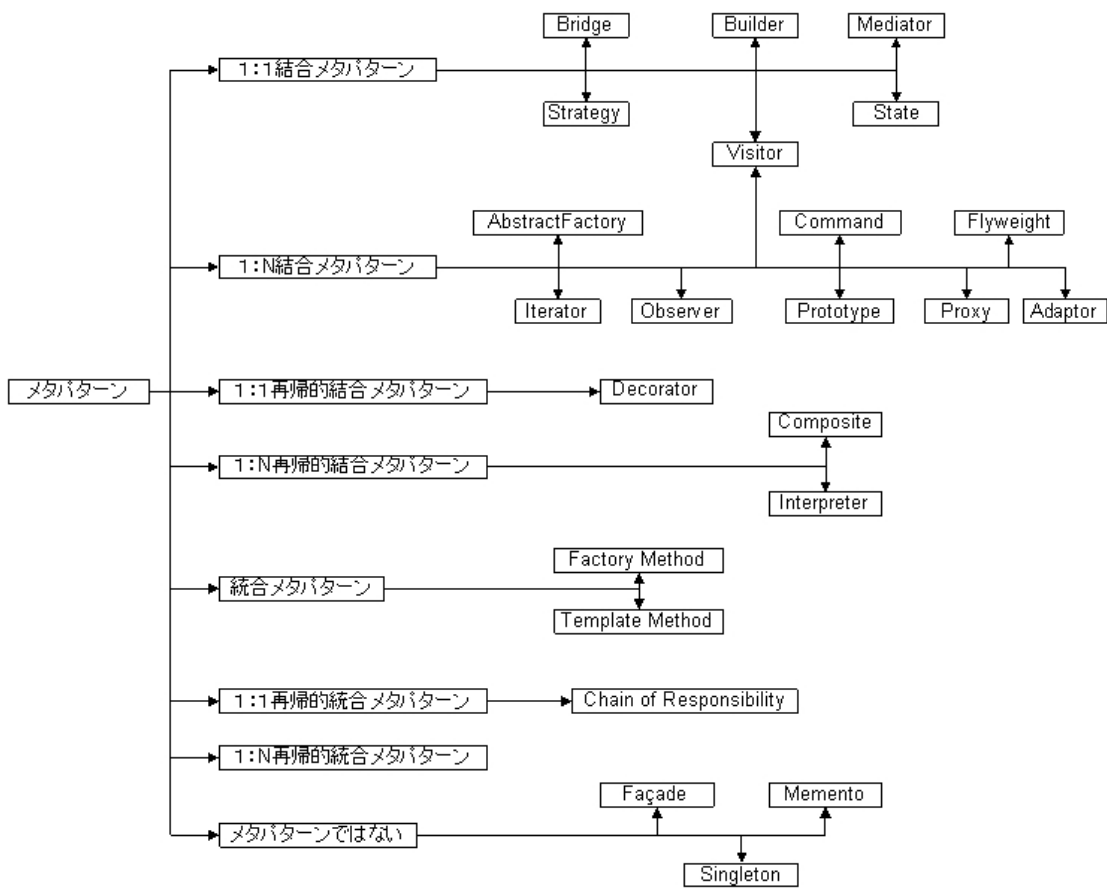 Bridge
Builder
Mediator
1:1結合メタパターン
Strategy
State
Visitor
AbstractFactory
Command
Flyweight
1:N結合メタパターン
Iterator
Observer
Prototype
Proxy
Adaptor
メタパターン
1:1再帰的結合メタパターン
Decorator
Composite
1:N再帰的結合メタパターン
Interpreter
Factory Method
統合メタパターン
Template Method
1:1再帰的統合メタパターン
Chain of Responsibility
1:N再帰的統合メタパターン
Façade
Memento
メタパターンではない
Singleton